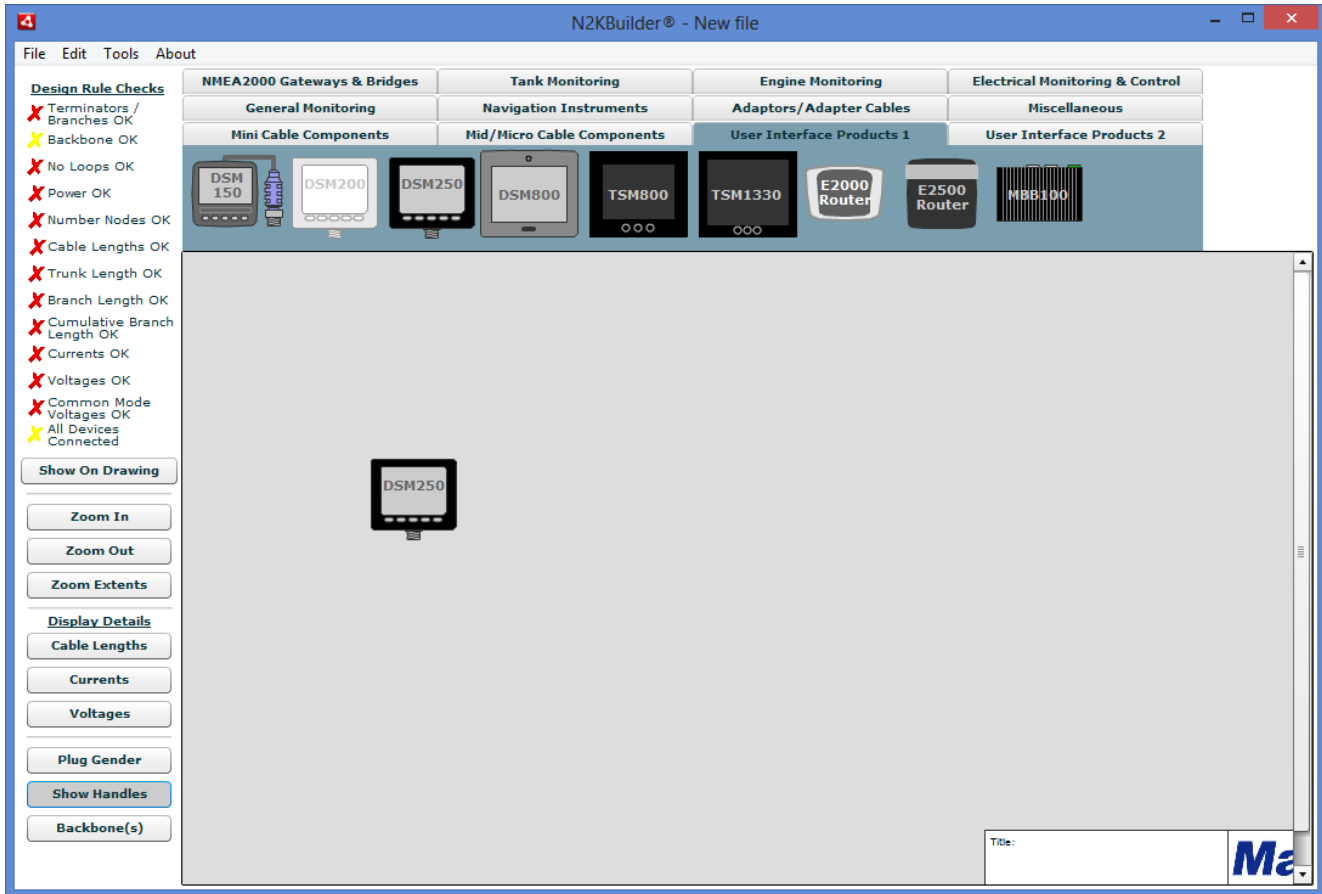 N2KBuilder® - New file
File Edit Tools About
Design Rule Checks
Terminators /
Branches OK
Backbone OK
No Loops OK
Power OK
Number Nodes OK
Cable Lengths OK
Trunk Length OK
Branch Length OK
Cumulative Branch
Length OK
Currents OK
Voltages OK
Common Mode
Voltages OK
All Devices
Connected
Show On Drawing
Zoom In
Zoom Out
Zoom Extents
Display Details
Cable Lengths
Currents
Voltages
Plug Gender
Show Handles
Backbone(s)
NMEA2000 Gateways & Bridges
Tank Monitoring
Engine Monitoring
Electrical Monitoring & Control
General Monitoring
Navigation Instruments
Adaptors/Adapter Cables
Miscellaneous
Mini Cable Components
Mid/Micro Cable Components
User Interface Products 1
User Interface Products 2
DSM
150
DSM200
DSM250
DSM800
TSM800
TSM1330
E2000
Router
E2500
Router
MBB100
DSM250
Title:
Ma